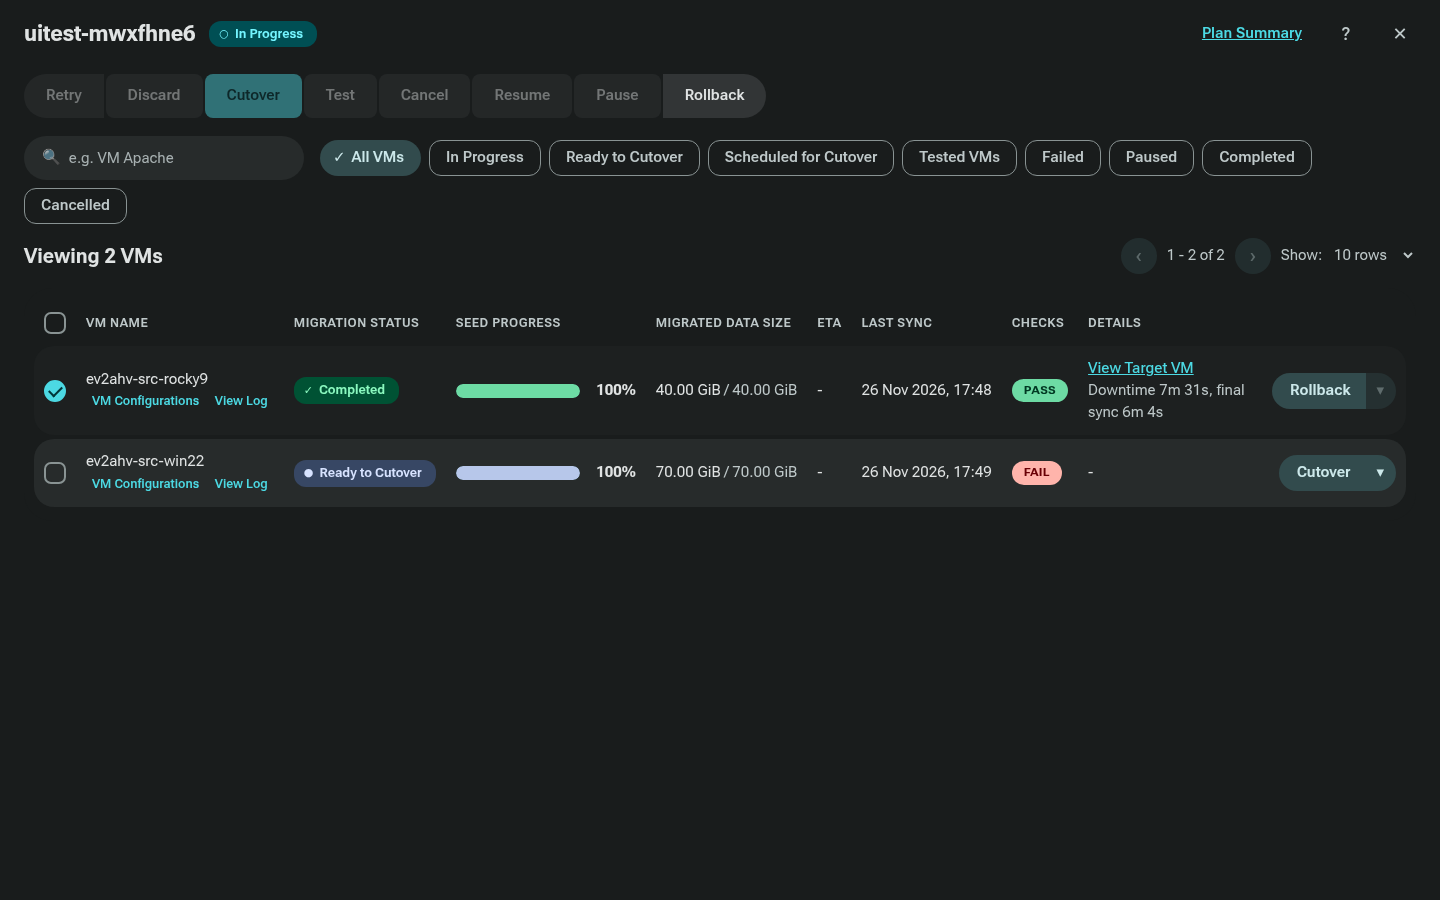 uitest-mwxfhne6 In Progress Plan Summary ? ✕
Retry Discard Cutover Test Cancel Resume Pause Rollback
e.g. VM Apache ✓ All VMs In Progress Ready to Cutover Scheduled for Cutover Tested VMs Failed Paused Completed
Cancelled
Viewing 2 VMs ‹ 1 - 2 of 2 › Show: 10 rows
VM NAME MIGRATION STATUS SEED PROGRESS MIGRATED DATA SIZE ETA LAST SYNC CHECKS DETAILS
ev2ahv-src-rocky9
VM Configurations View Log
✓ Completed 100% 40.00 GiB / 40.00 GiB - 26 Nov 2026, 17:48 PASS
View Target VM
Downtime 7m 31s, final
sync 6m 4s
Rollback ▾
ev2ahv-src-win22
VM Configurations View Log
Ready to Cutover 100% 70.00 GiB / 70.00 GiB - 26 Nov 2026, 17:49 FAIL - Cutover ▾